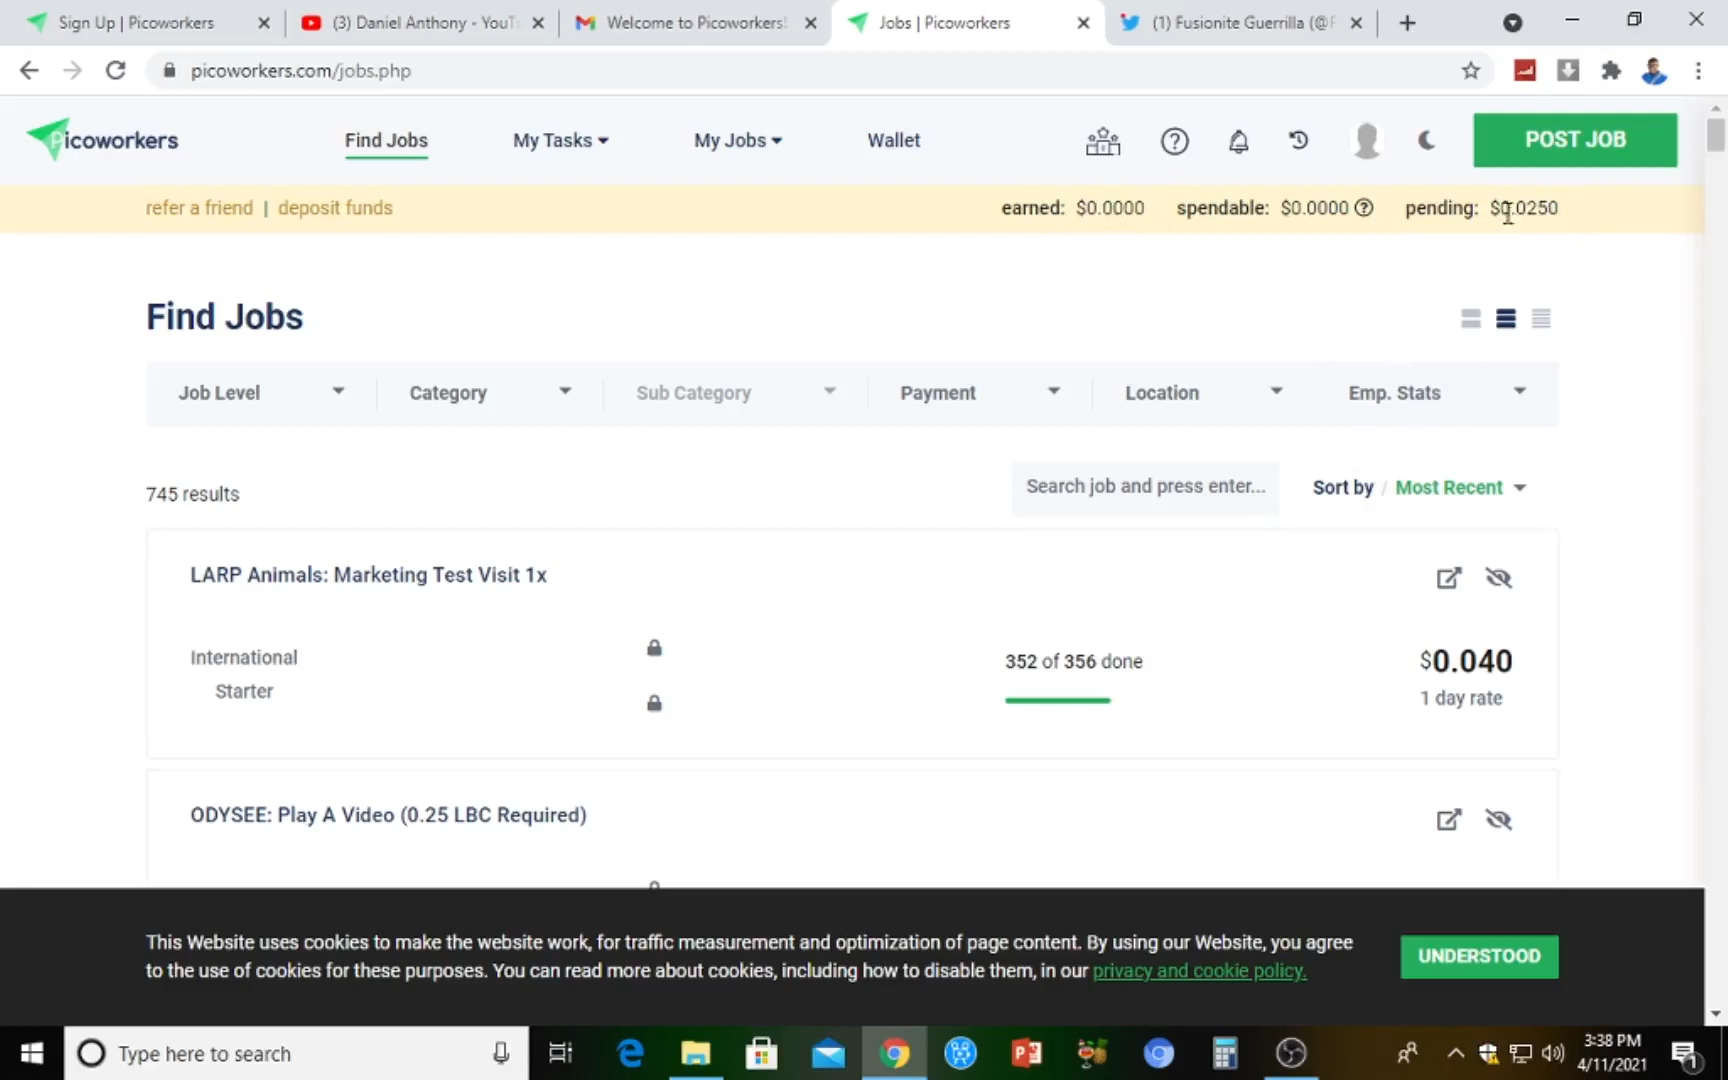 Sign Up | Picoworkers
(3) Daniel Anthony - YouT
Welcome to Picoworkers!
Jobs | Picoworkers
(1) Fusionite Guerrilla (@F
picoworkers.com/jobs.php
Picoworkers
Find Jobs
My Tasks
My Jobs
Wallet
POST JOB
refer a friend | deposit funds
earned: $0.0000 spendable: $0.0000 pending: $0.0250
Find Jobs
Job Level
Category
Sub Category
Payment
Location
Emp. Stats
745 results
Search job and press enter...
Sort by / Most Recent
LARP Animals: Marketing Test Visit 1x
International
Starter
352 of 356 done
$0.040
1 day rate
ODYSEE: Play A Video (0.25 LBC Required)
This Website uses cookies to make the website work, for traffic measurement and optimization of page content. By using our Website, you agree
to the use of cookies for these purposes. You can read more about cookies, including how to disable them, in our privacy and cookie policy.
UNDERSTOOD
Type here to search
3:38 PM
4/11/2021
1